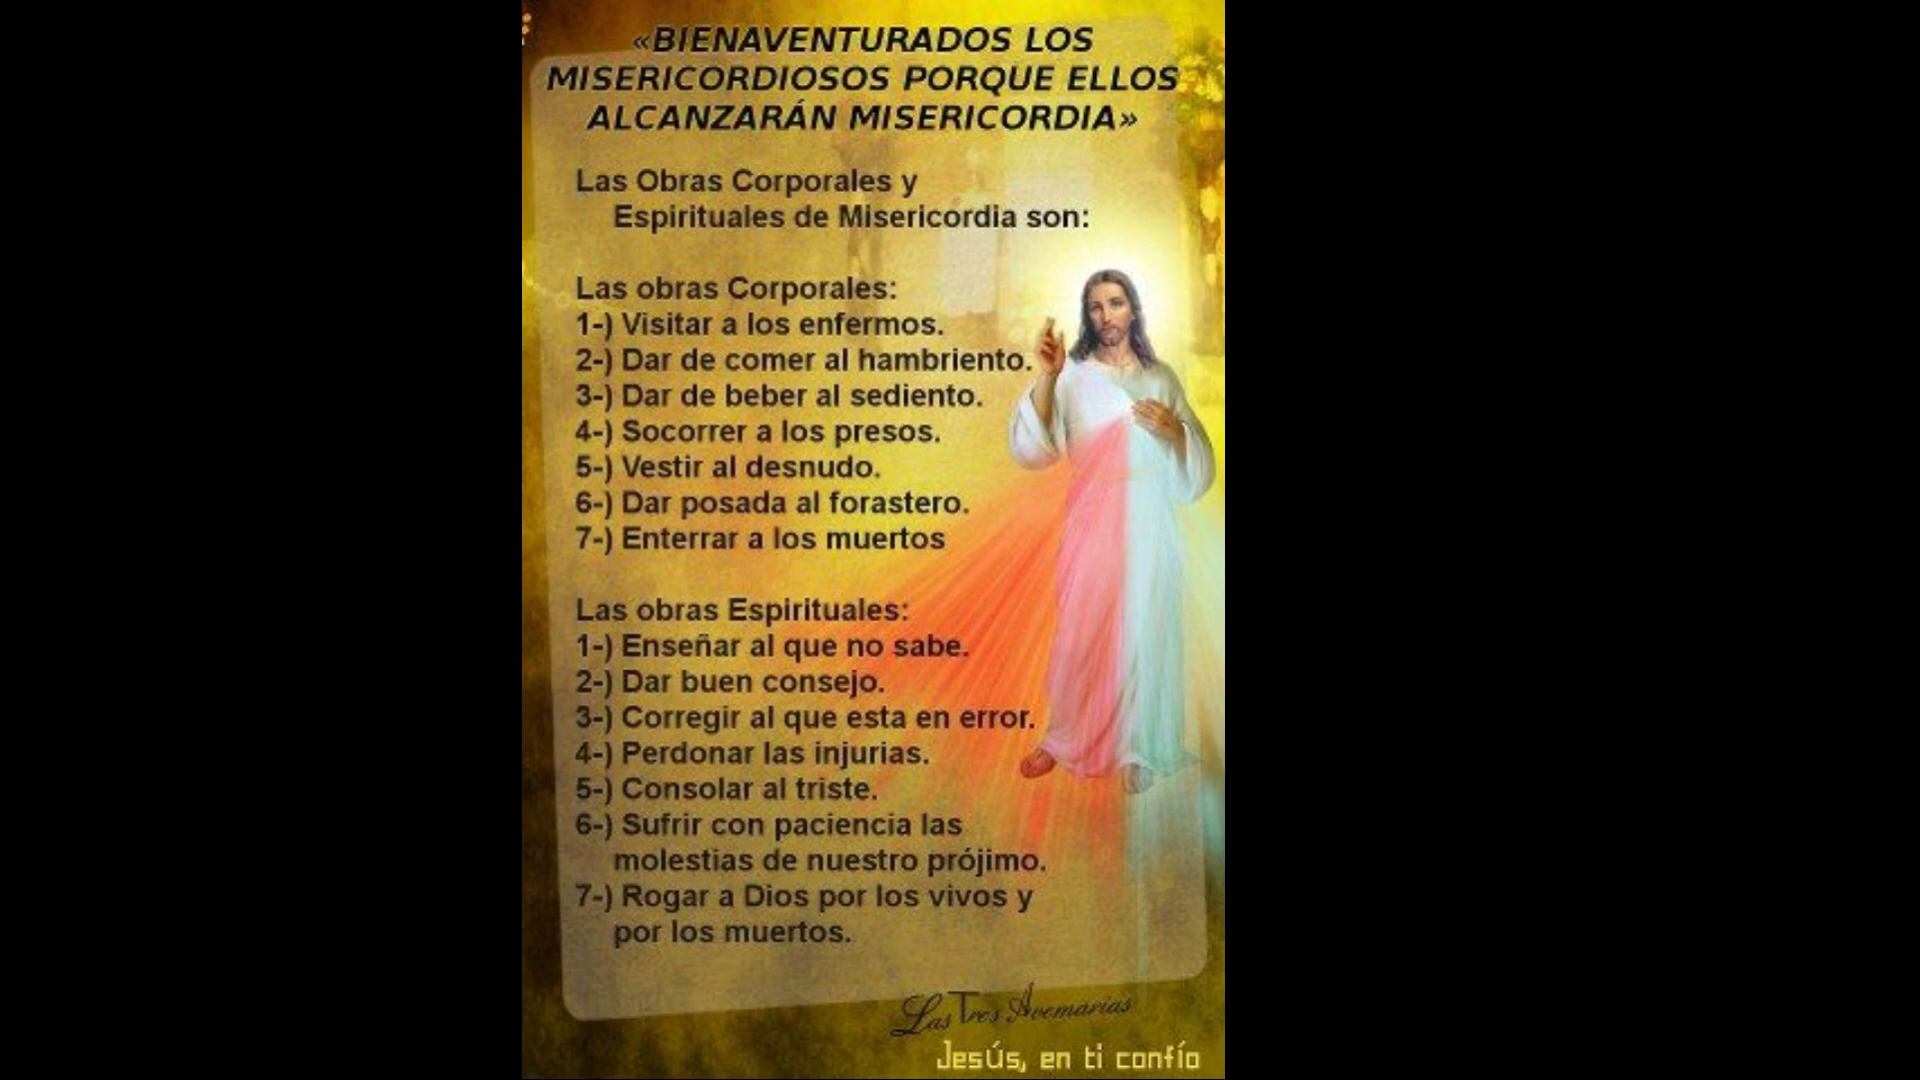 «BIENAVENTURADOS LOS
MISERICORDIOSOS PORQUE ELLOS
ALCANZARÁN MISERICORDIA»
Las Obras Corporales y
Espirituales de Misericordia son:
Las obras Corporales:
1-) Visitar a los enfermos.
2-) Dar de comer al hambriento.
3-) Dar de beber al sediento.
4-) Socorrer a los presos.
5-) Vestir al desnudo.
6-) Dar posada al forastero.
7-) Enterrar a los muertos
Las obras Espirituales:
1-) Enseñar al que no sabe.
2-) Dar buen consejo.
3-) Corregir al que esta en error.
4-) Perdonar las injurias.
5-) Consolar al triste.
6-) Sufrir con paciencia las
molestias de nuestro prójimo.
7-) Rogar a Dios por los vivos y
por los muertos.
Las Tres Avemarías
Jesús, en ti confío